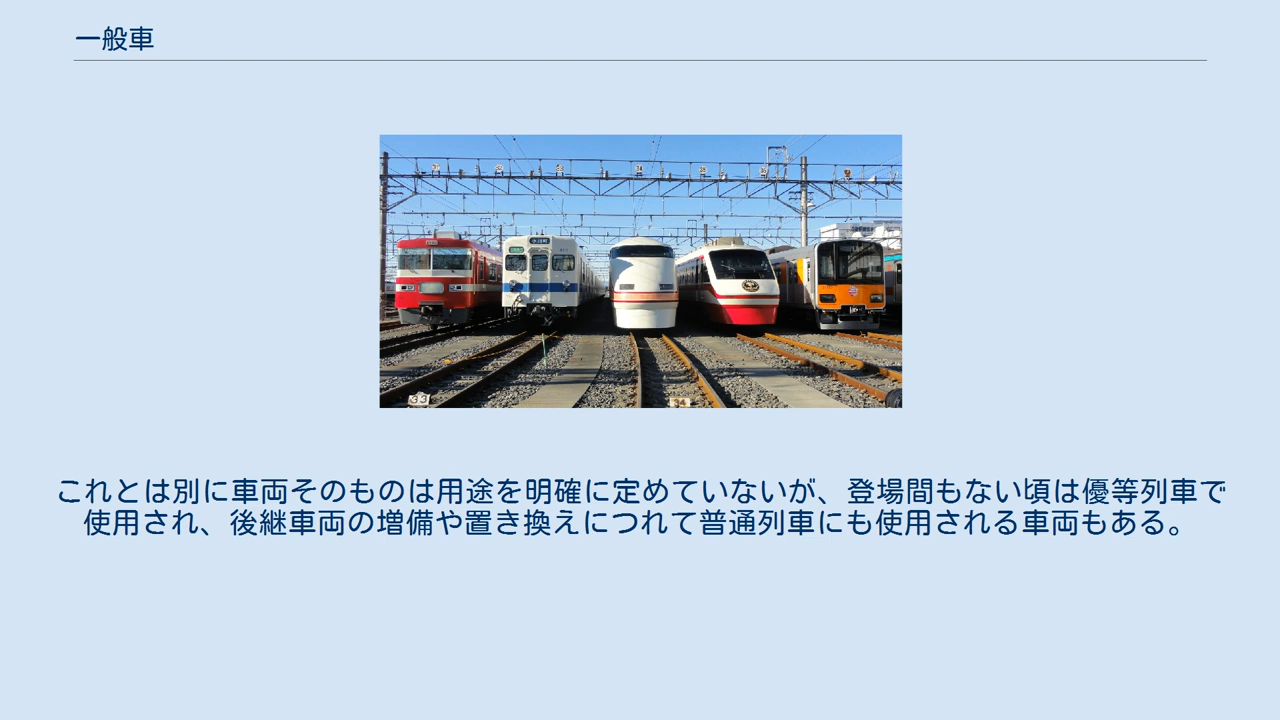 一般車
33
34
これとは別に車両そのものは用途を明確に定めていないが、登場間もない頃は優等列車で
使用され、後継車両の増備や置き換えにつれて普通列車にも使用される車両もある。